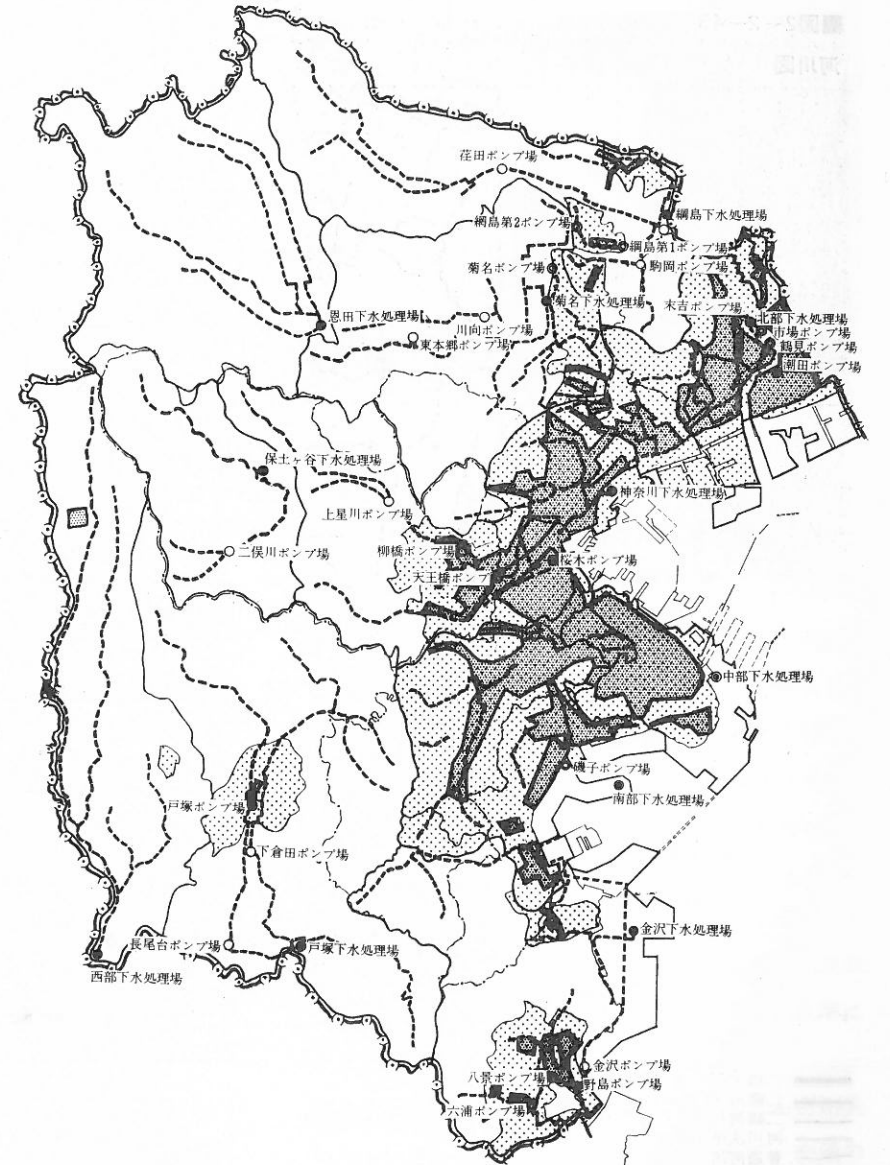 荏田ポンプ場
綱島下水処理場
綱島第2ポンプ場
綱島第1ポンプ場
菊名ポンプ場
駒岡ポンプ場
菊名下水処理場
末吉ポンプ場
北部下水処理場
恩田下水処理場
川向ポンプ場
市場ポンプ場
東本郷ポンプ場
鶴見ポンプ場
潮田ポンプ場
保土ヶ谷下水処理場
神奈川下水処理場
上星川ポンプ場
二俣川ポンプ場
柳橋ポンプ場
桜木ポンプ場
天王橋ポンプ
中部下水処理場
磯子ポンプ場
南部下水処理場
戸塚ポンプ場
下倉田ポンプ場
金沢下水処理場
長尾台ポンプ場
戸塚下水処理場
西部下水処理場
金沢ポンプ場
八景ポンプ場
野島ポンプ場
六浦ポンプ場